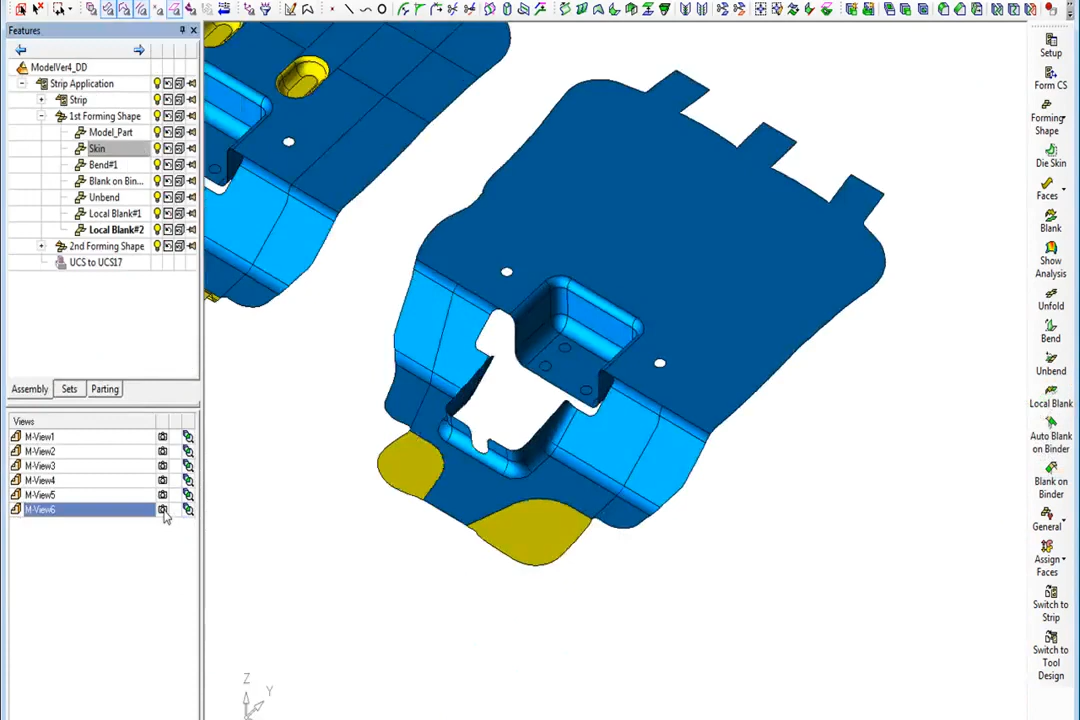 Features
ModelVer4_DD
Strip Application
Strip
1st Forming Shape
Model_Part
Skin
Bend#1
Blank on Bin...
Unbend
Local Blank#1
Local Blank#2
2nd Forming Shape
UCS to UCS17
Assembly
Sets
Parting
Views
M-View1
M-View2
M-View3
M-View4
M-View5
M-View6
Z
Y
Setup
Form CS
Forming
Shape
Die Skin
Faces
Blank
Show
Analysis
Unfold
Bend
Unbend
Local Blank
Auto Blank
on Binder
Blank on
Binder
General
Assign
Faces
Switch to
Strip
Switch to
Tool
Design